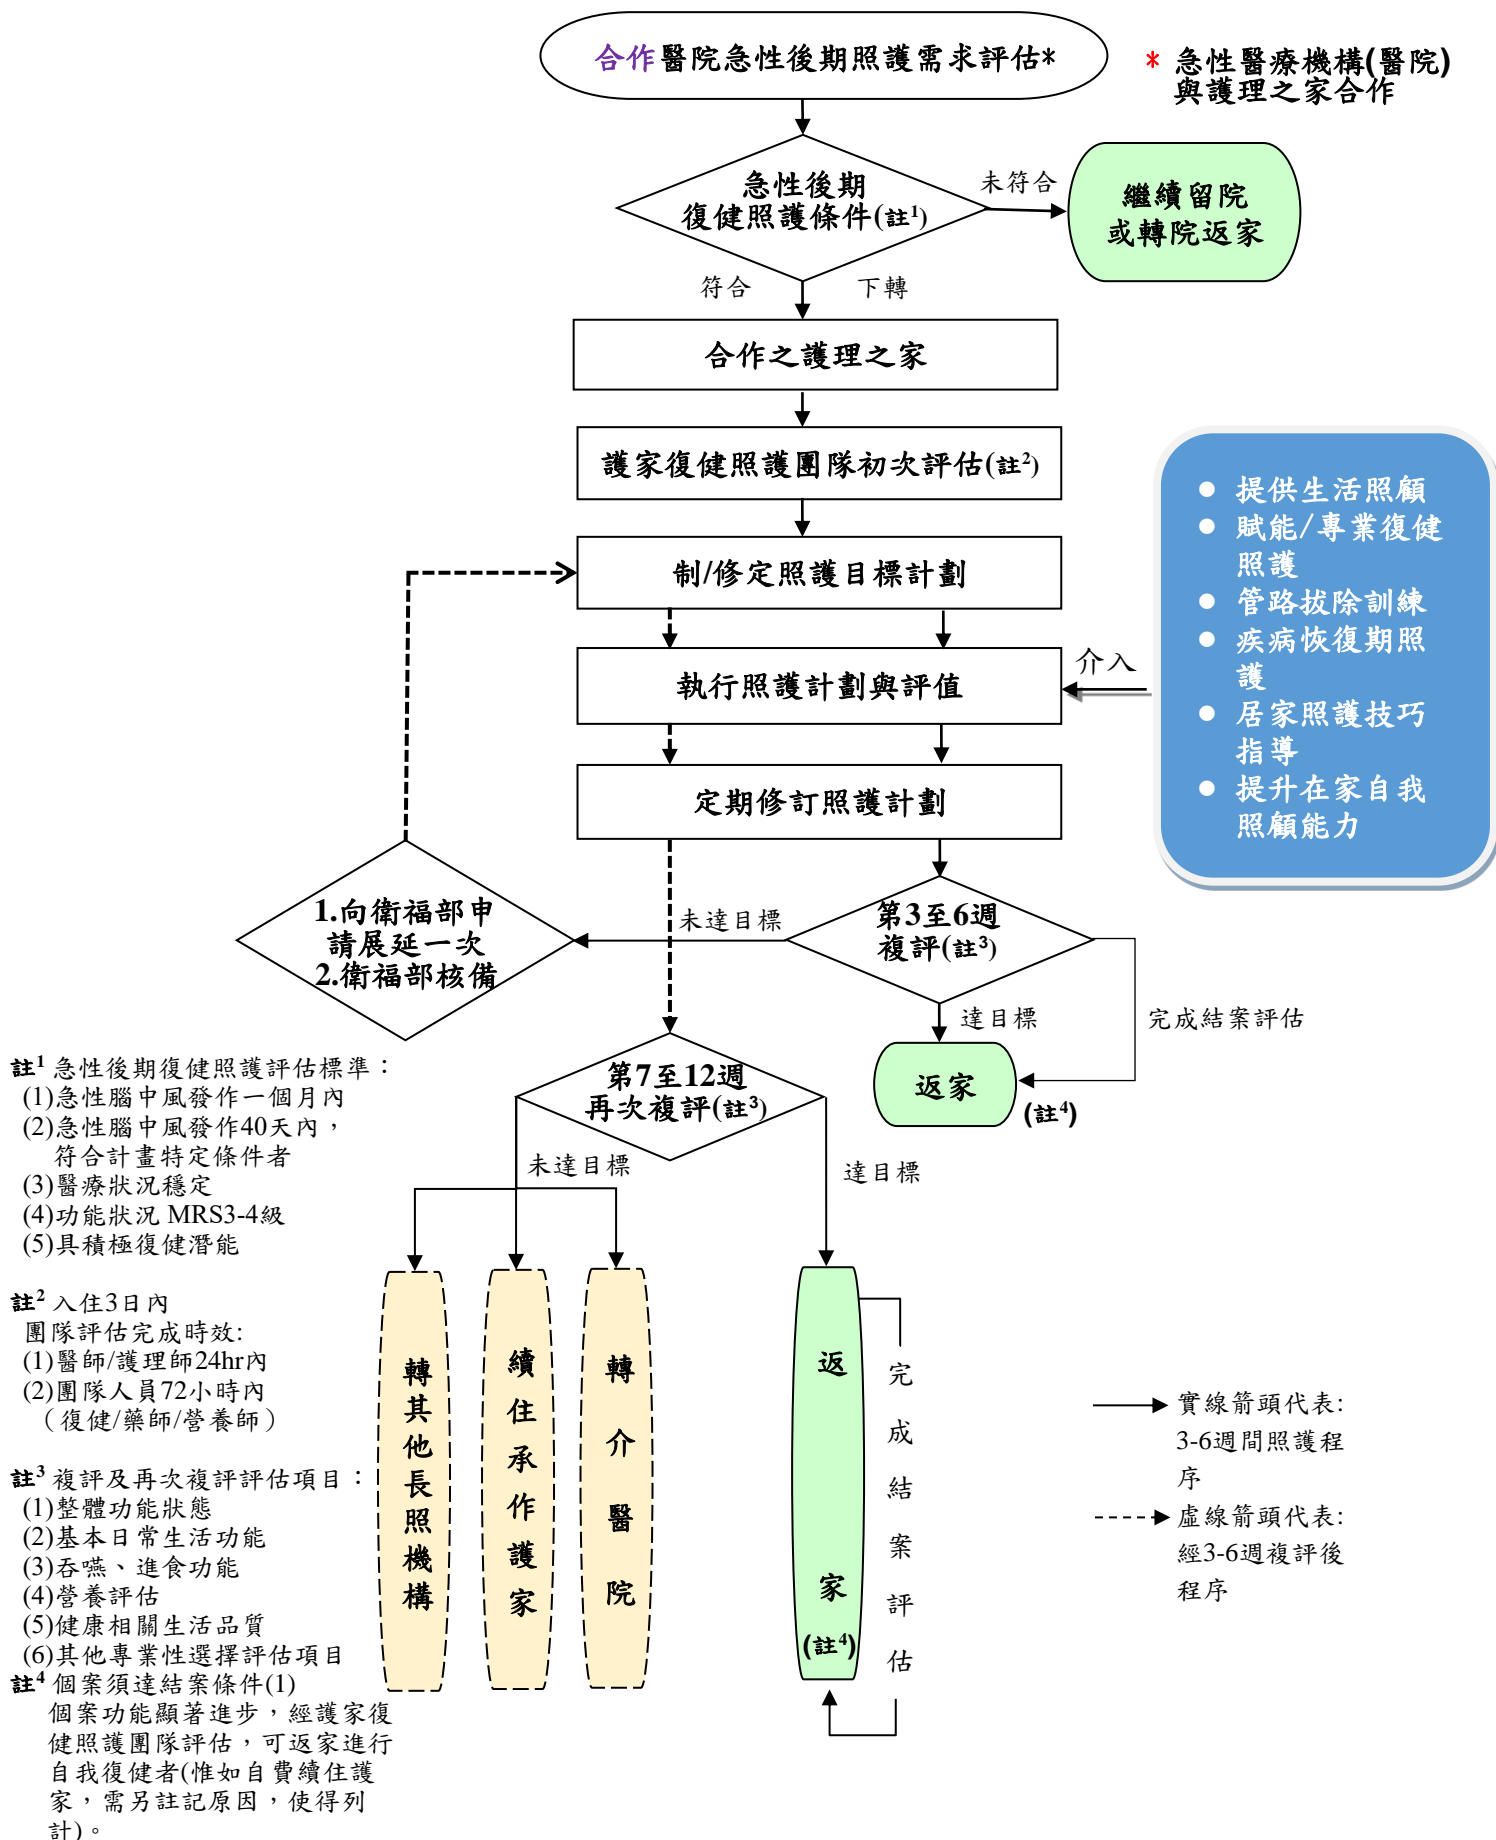 合作醫院急性後期照護需求評估*
* 急性醫療機構(醫院)
與護理之家合作
急性後期
復健照護條件(註1)
未符合
繼續留院
或轉院返家
符合
下轉
合作之護理之家
護家復健照護團隊初次評估(註2)
制/修定照護目標計劃
執行照護計劃與評值
介入
定期修訂照護計劃
● 提供生活照顧
● 賦能/專業復健
照護
● 管路拔除訓練
● 疾病恢復期照
護
● 居家照護技巧
指導
● 提升在家自我
照顧能力
1.向衛福部申
請展延一次
2.衛福部核備
未達目標
第3至6週
複評(註3)
達目標
完成結案評估
返家
(註4)
第7至12週
再次複評(註3)
未達目標
達目標
轉其他長照機構
續住承作護家
轉介醫院
返家
(註4)
完成結案評估
實線箭頭代表:
3-6週間照護程
序
虛線箭頭代表:
經3-6週複評後
程序
註1 急性後期復健照護評估標準：
(1)急性腦中風發作一個月內
(2)急性腦中風發作40天內，
符合計畫特定條件者
(3)醫療狀況穩定
(4)功能狀況 MRS3-4級
(5)具積極復健潛能
註2 入住3日內
團隊評估完成時效:
(1)醫師/護理師24hr內
(2)團隊人員72小時內
（復健/藥師/營養師）
註3 複評及再次複評評估項目：
(1)整體功能狀態
(2)基本日常生活功能
(3)吞嚥、進食功能
(4)營養評估
(5)健康相關生活品質
(6)其他專業性選擇評估項目
註4 個案須達結案條件(1)
個案功能顯著進步，經護家復
健照護團隊評估，可返家進行
自我復健者(惟如自費續住護
家，需另註記原因，使得列
計)。